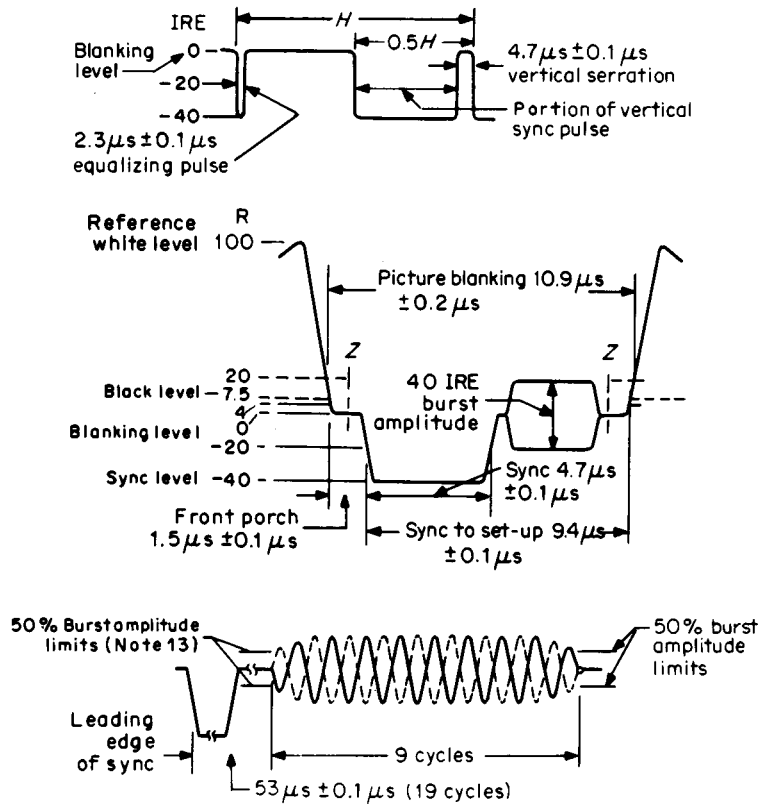 IRE
H
Blanking level
0
0.5H
4.7μs±0.1μs
vertical serration
-20
-40
Portion of vertical
sync pulse
2.3μs±0.1μs
equalizing pulse
Reference
white level
R
100
Picture blanking 10.9μs
±0.2μs
Z
Z
20
Black level
7.5
4
0
Blanking level
-20
Sync level
-40
40 IRE
burst
amplitude
Sync 4.7μs
±0.1μs
Front porch
1.5μs ±0.1μs
Sync to set-up 9.4μs
±0.1μs
50% Burst amplitude
limits (Note 13)
50% burst
amplitude
limits
Leading
edge
of sync
9 cycles
53μs ±0.1μs (19 cycles)